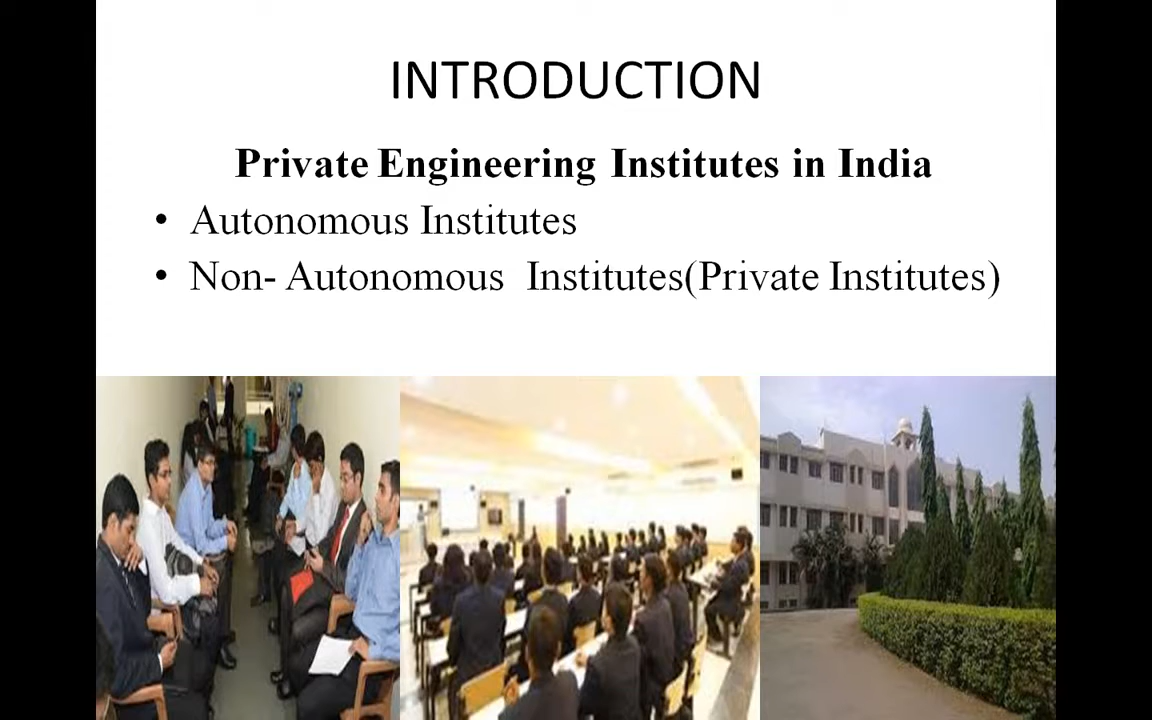 INTRODUCTION
Private Engineering Institutes in India
• Autonomous Institutes
• Non- Autonomous  Institutes(Private Institutes)